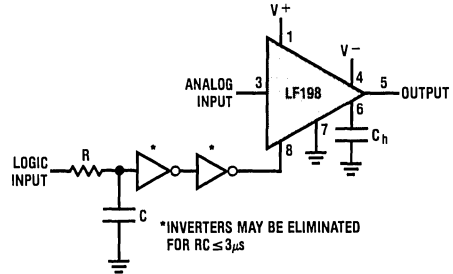 V+
1
V−
ANALOG
INPUT
3
LF198
4
5
OUTPUT
6
7
Ch
8
LOGIC
INPUT
R
*
*
C
*INVERTERS MAY BE ELIMINATED
FOR RC ≤ 3μs